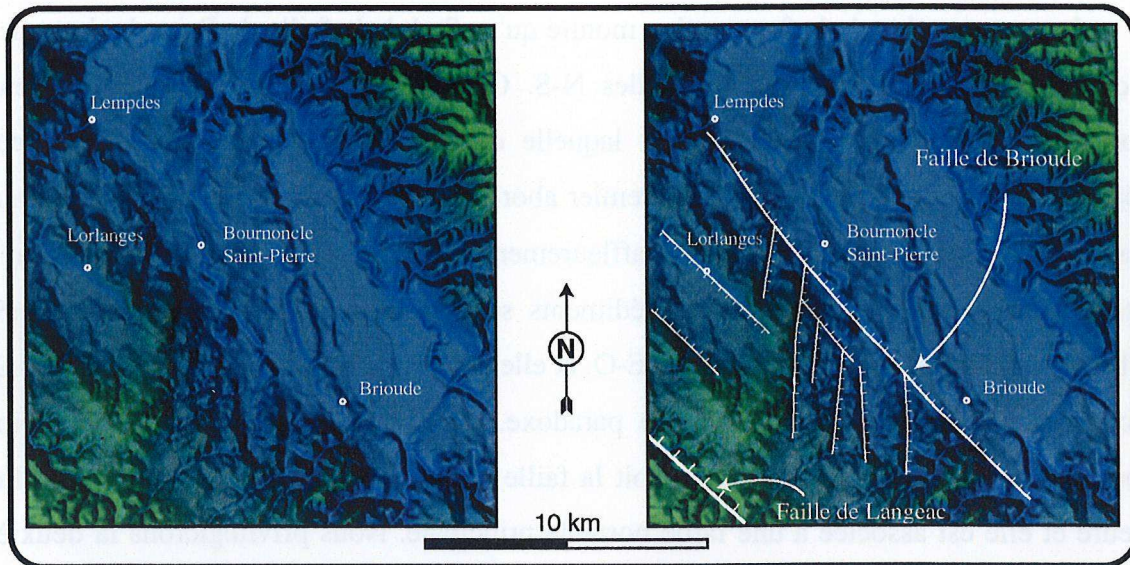 Lempdes
Lorlanges
Bournoncle
Saint-Pierre
Brioude
N
10 km
Lempdes
Faille de Brioude
Lorlanges
Bournoncle
Saint-Pierre
Brioude
Faille de Langeac